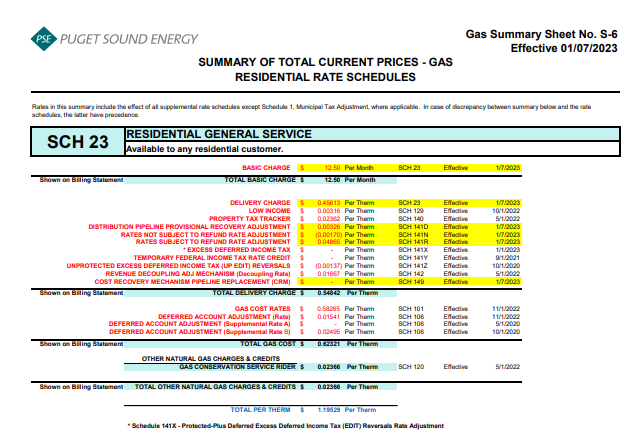 PSE PUGET SOUND ENERGY
Gas Summary Sheet No. S-6
Effective 01/07/2023
SUMMARY OF TOTAL CURRENT PRICES - GAS
RESIDENTIAL RATE SCHEDULES
Rates in this summary include the effect of all supplemental rate schedules except Schedule 1, Municipal Tax Adjustment, where applicable. In case of discrepancy between summary below and the rate
schedules, the latter have precedence.
SCH 23
RESIDENTIAL GENERAL SERVICE
Available to any residential customer.
BASIC CHARGE $ 12.50 Per Month SCH 23 Effective 1/7/2023
Shown on Billing Statement TOTAL BASIC CHARGE $ 12.50 Per Month
DELIVERY CHARGE $ 0.45613 Per Therm SCH 23 Effective 1/7/2023
LOW INCOME $ 0.00316 Per Therm SCH 129 Effective 10/1/2022
PROPERTY TAX TRACKER $ 0.02362 Per Therm SCH 140 Effective 5/1/2022
DISTRIBUTION PIPELINE PROVISIONAL RECOVERY ADJUSTMENT $ 0.00326 Per Therm SCH 141D Effective 1/7/2023
RATES NOT SUBJECT TO REFUND RATE ADJUSTMENT $ (0.00170) Per Therm SCH 141N Effective 1/7/2023
RATES SUBJECT TO REFUND RATE ADJUSTMENT $ 0.04865 Per Therm SCH 141R Effective 1/7/2023
* EXCESS DEFERRED INCOME TAX $ - Per Therm SCH 141X Effective 1/1/2023
TEMPORARY FEDERAL INCOME TAX RATE CREDIT $ - Per Therm SCH 141Y Effective 9/1/2021
UNPROTECTED EXCESS DEFERRED INCOME TAX (UP EDIT) REVERSALS $ (0.00137) Per Therm SCH 141Z Effective 10/1/2022
REVENUE DECOUPLING ADJ MECHANISM (Decoupling Rate) $ 0.01667 Per Therm SCH 142 Effective 5/1/2022
COST RECOVERY MECHANISM PIPELINE REPLACEMENT (CRM) $ - Per Therm SCH 149 Effective 1/7/2023
Shown on Billing Statement TOTAL DELIVERY CHARGE $ 0.54842 Per Therm
GAS COST RATES $ 0.58285 Per Therm SCH 101 Effective 11/1/2022
DEFERRED ACCOUNT ADJUSTMENT (Rate) $ 0.01541 Per Therm SCH 106 Effective 11/1/2022
DEFERRED ACCOUNT ADJUSTMENT (Supplemental Rate A) $ - Per Therm SCH 106 Effective 5/1/2020
DEFERRED ACCOUNT ADJUSTMENT (Supplemental Rate B) $ 0.02495 Per Therm SCH 106 Effective 10/1/2020
Shown on Billing Statement TOTAL GAS COST $ 0.62321 Per Therm
OTHER NATURAL GAS CHARGES & CREDITS
GAS CONSERVATION SERVICE RIDER $ 0.02366 Per Therm SCH 120 Effective 5/1/2022
Shown on Billing Statement TOTAL OTHER NATURAL GAS CHARGES & CREDITS $ 0.02366 Per Therm
TOTAL PER THERM $ 1.19529 Per Therm
* Schedule 141X - Protected-Plus Deferred Excess Deferred Income Tax (EDIT) Reversals Rate Adjustment